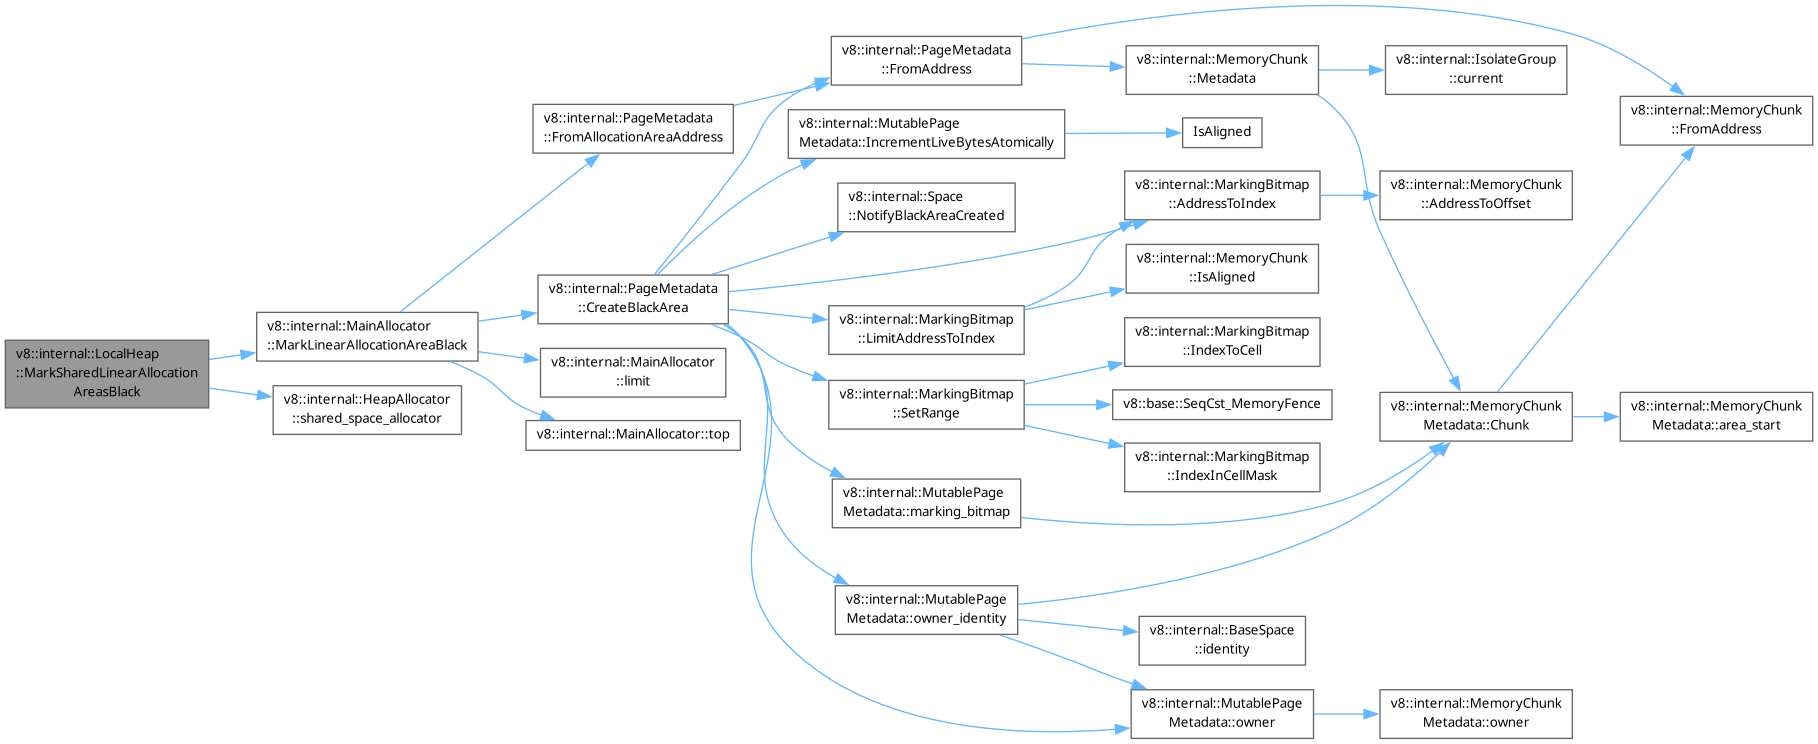 v8::internal::LocalHeap
::MarkSharedLinearAllocation
AreasBlack
v8::internal::MainAllocator
::MarkLinearAllocationAreaBlack
v8::internal::HeapAllocator
::shared_space_allocator
v8::internal::PageMetadata
::FromAllocationAreaAddress
v8::internal::PageMetadata
::CreateBlackArea
v8::internal::MainAllocator
::limit
v8::internal::MainAllocator::top
v8::internal::PageMetadata
::FromAddress
v8::internal::MutablePage
Metadata::IncrementLiveBytesAtomically
v8::internal::Space
::NotifyBlackAreaCreated
v8::internal::MarkingBitmap
::LimitAddressToIndex
v8::internal::MarkingBitmap
::SetRange
v8::internal::MutablePage
Metadata::marking_bitmap
v8::internal::MutablePage
Metadata::owner_identity
v8::internal::MemoryChunk
::Metadata
IsAligned
v8::internal::MarkingBitmap
::AddressToIndex
v8::internal::MemoryChunk
::IsAligned
v8::internal::MarkingBitmap
::IndexToCell
v8::base::SeqCst_MemoryFence
v8::internal::MarkingBitmap
::IndexInCellMask
v8::internal::BaseSpace
::identity
v8::internal::MutablePage
Metadata::owner
v8::internal::IsolateGroup
::current
v8::internal::MemoryChunk
::AddressToOffset
v8::internal::MemoryChunk
Metadata::Chunk
v8::internal::MemoryChunk
Metadata::owner
v8::internal::MemoryChunk
::FromAddress
v8::internal::MemoryChunk
Metadata::area_start